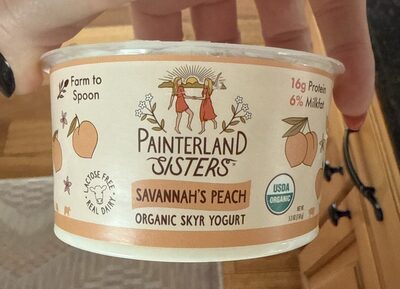 Farm to
Spoon
16g Protein
6% Milkfat
PAINTERLAND
SISTERS
LACTOSE FREE
REAL DAIRY
SAVANNAH'S PEACH
USDA
ORGANIC
ORGANIC SKYR YOGURT